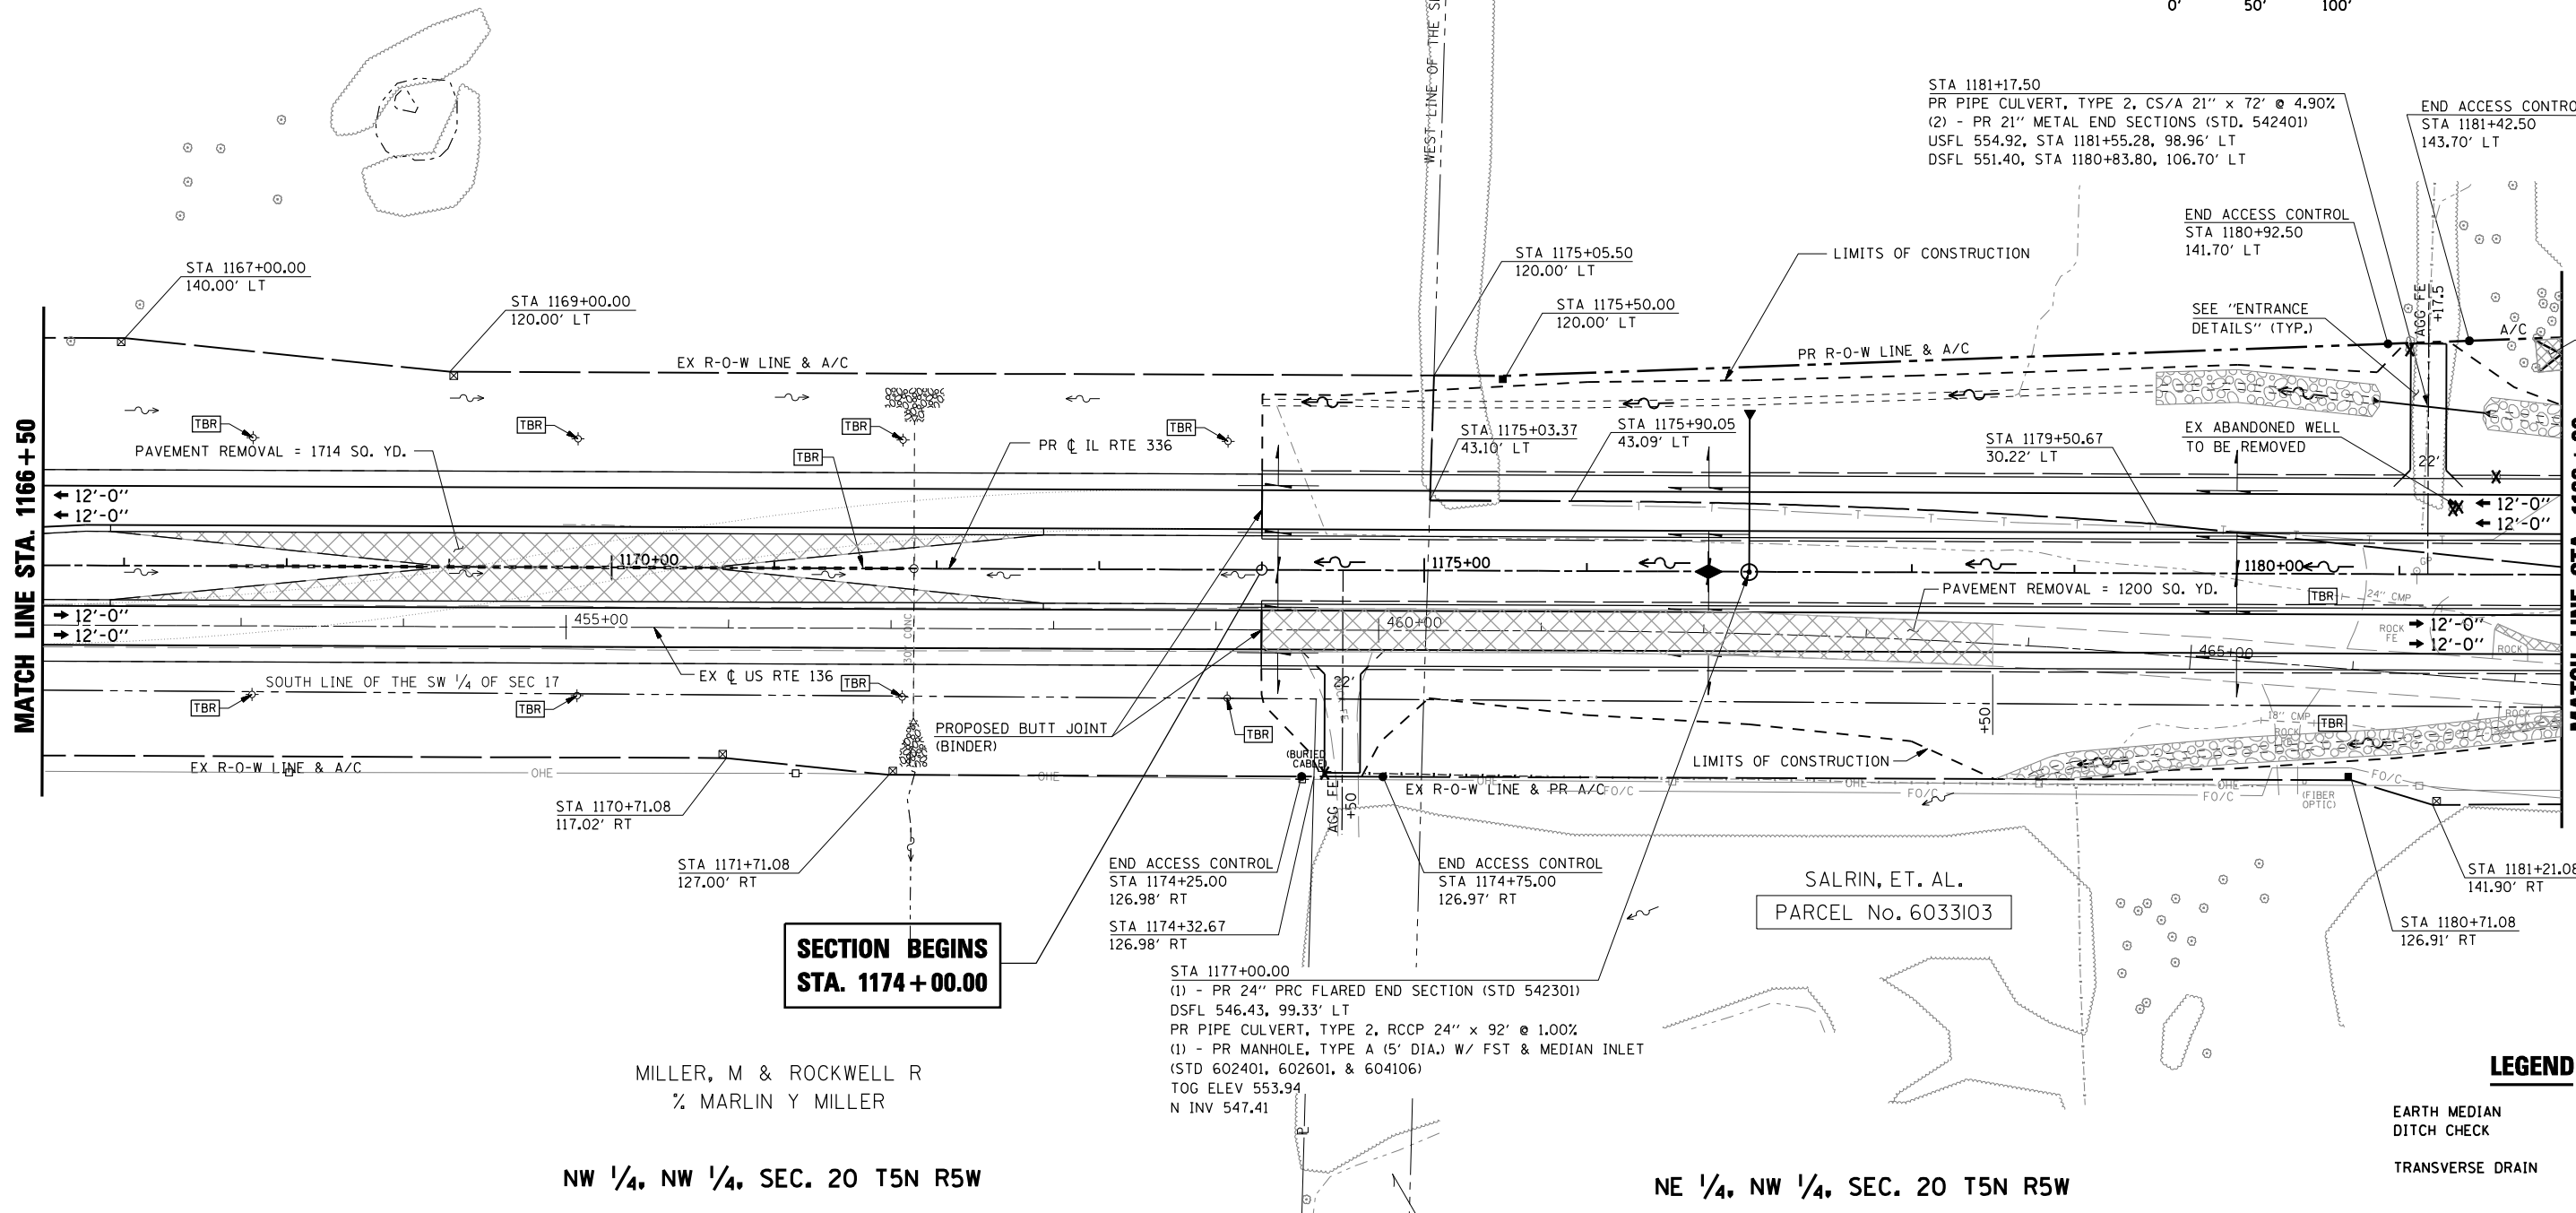 0' 50' 100'
WEST LINE OF THE
STA 1181+17.50
PR PIPE CULVERT, TYPE 2, CS/A 21'' x 72' @ 4.90%
(2) - PR 21'' METAL END SECTIONS (STD. 542401)
USFL 554.92, STA 1181+55.28, 98.96' LT
DSFL 551.40, STA 1180+83.80, 106.70' LT
END ACCESS CONTRO
STA 1181+42.50
143.70' LT
END ACCESS CONTROL
STA 1180+92.50
141.70' LT
STA 1175+05.50
120.00' LT
LIMITS OF CONSTRUCTION
STA 1167+00.00
140.00' LT
STA 1169+00.00
120.00' LT
STA 1175+50.00
120.00' LT
SEE "ENTRANCE
DETAILS" (TYP.)
AGG FE
+17.5
A/C
EX R-O-W LINE & A/C
PR R-O-W LINE & A/C
MATCH LINE STA. 1166+50
TBR
TBR
TBR
TBR
PAVEMENT REMOVAL = 1714 SQ. YD.
TBR
PR ℄ IL RTE 336
STA 1175+03.37
43.10' LT
STA 1175+90.05
43.09' LT
STA 1179+50.67
30.22' LT
EX ABANDONED WELL
TO BE REMOVED
22'
12'-0''
12'-0''
12'-0''
12'-0''
T T T T T T T T T
1170+00
1175+00
1180+00
GP
PAVEMENT REMOVAL = 1200 SQ. YD.
TBR
24'' CMP
12'-0''
12'-0''
455+00
460+00
465+00
30'' CONC
ROCK
FE
12'-0''
12'-0''
ROCK
EX ℄ US RTE 136
SOUTH LINE OF THE SW 1/4 OF SEC 17
TBR
TBR
TBR
TBR
22'
FE
PROPOSED BUTT JOINT
(BINDER)
+50
18'' CMP
ROCK
FE
TBR
ROCK
(BURIED
CABLE)
LIMITS OF CONSTRUCTION
EX R-O-W LINE & A/C
OHE OHE
EX R-O-W LINE & PR A/C
OHE FO/C OHE FO/C OHE FO/C FO/C
(FIBER
OPTIC)
AGG FE
+50
STA 1170+71.08
117.02' RT
STA 1171+71.08
127.00' RT
END ACCESS CONTROL
STA 1174+25.00
126.98' RT
STA 1174+32.67
126.98' RT
END ACCESS CONTROL
STA 1174+75.00
126.97' RT
SALRIN, ET. AL.
PARCEL No. 6033103
STA 1181+21.08
141.90' RT
STA 1180+71.08
126.91' RT
SECTION BEGINS
STA. 1174+00.00
STA 1177+00.00
(1) - PR 24'' PRC FLARED END SECTION (STD 542301)
DSFL 546.43, 99.33' LT
PR PIPE CULVERT, TYPE 2, RCCP 24'' x 92' @ 1.00%
(1) - PR MANHOLE, TYPE A (5' DIA.) W/ FST & MEDIAN INLET
(STD 602401, 602601, & 604106)
TOG ELEV 553.94
N INV 547.41
MILLER, M & ROCKWELL R
% MARLIN Y MILLER
NW 1/4, NW 1/4, SEC. 20 T5N R5W
NE 1/4, NW 1/4, SEC. 20 T5N R5W
LEGEND
EARTH MEDIAN
DITCH CHECK
TRANSVERSE DRAIN